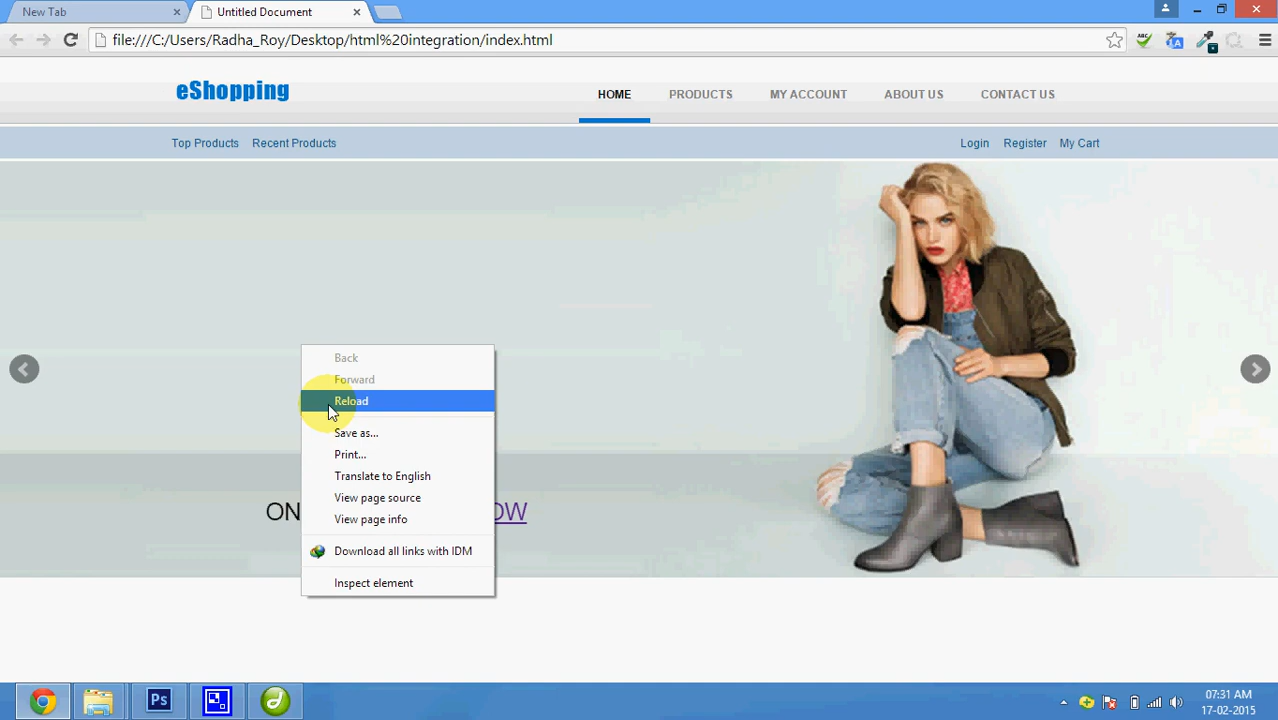 New Tab
Untitled Document
file:///C:/Users/Radha_Roy/Desktop/html%20integration/index.html
ABC
eShopping
HOME
PRODUCTS
MY ACCOUNT
ABOUT US
CONTACT US
Top Products
Recent Products
Login
Register
My Cart
Back
Forward
Reload
Save as...
Print...
Translate to English
View page source
View page info
Download all links with IDM
Inspect element
Ps
07:31 AM
17-02-2015